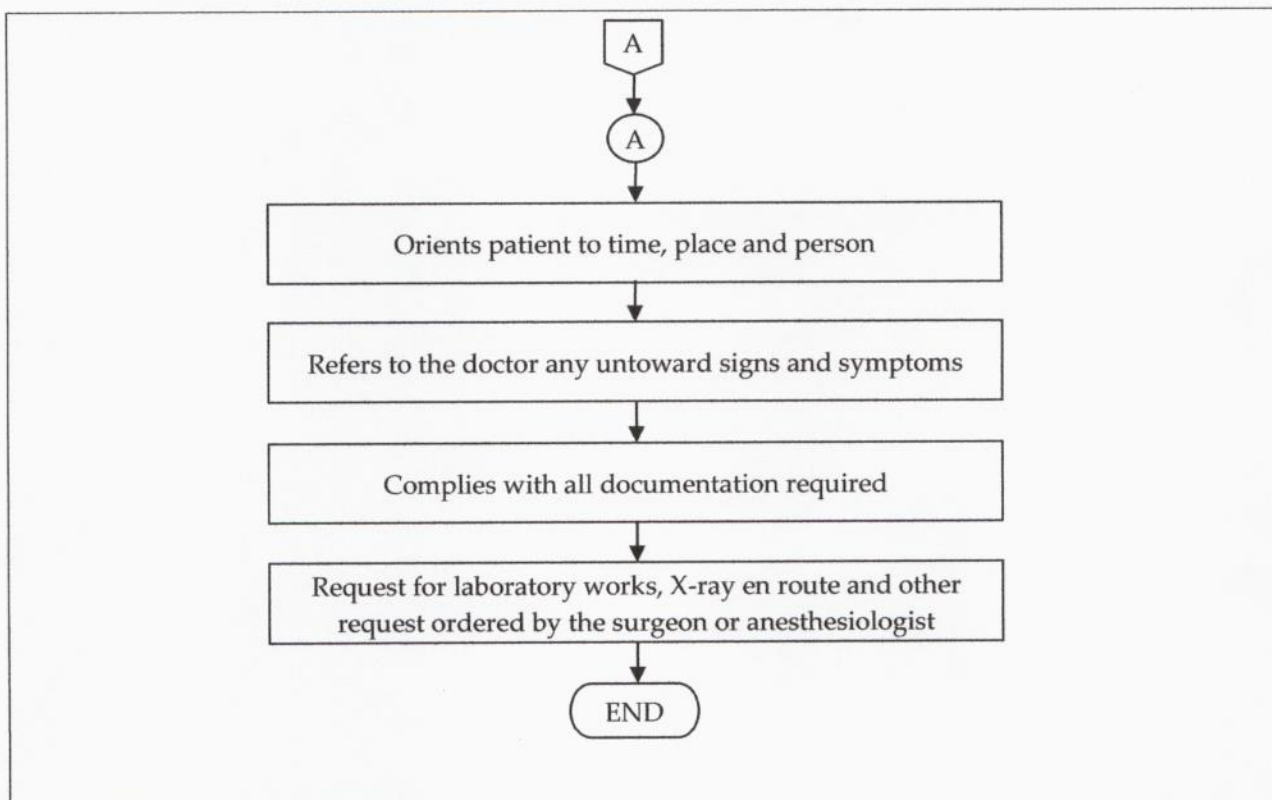 A
A
Orients patient to time, place and person
Refers to the doctor any untoward signs and symptoms
Complies with all documentation required
Request for laboratory works, X-ray en route and other
request ordered by the surgeon or anesthesiologist
END